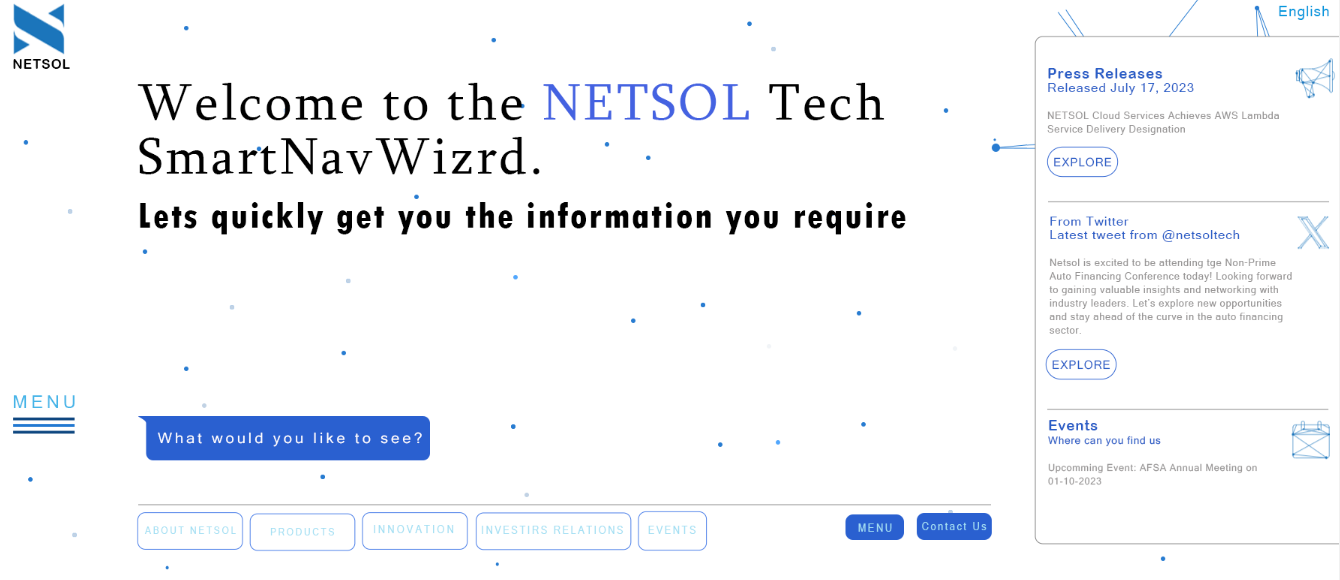 NETSOL
English
Welcome to the NETSOL Tech
SmartNavWizrd.
Lets quickly get you the information you require
MENU
What would you like to see?
ABOUT NETSOL
PRODUCTS
INNOVATION
INVESTIRS RELATIONS
EVENTS
MENU
Contact Us
Press Releases
Released July 17, 2023
NETSOL Cloud Services Achieves AWS Lambda
Service Delivery Designation
EXPLORE
From Twitter
Latest tweet from @netsoltech
Netsol is excited to be attending tge Non-Prime
Auto Financing Conference today! Looking forward
to gaining valuable insights and networking with
industry leaders. Let's explore new opportunities
and stay ahead of the curve in the auto financing
sector.
EXPLORE
Events
Where can you find us
Upcomming Event: AFSA Annual Meeting on
01-10-2023